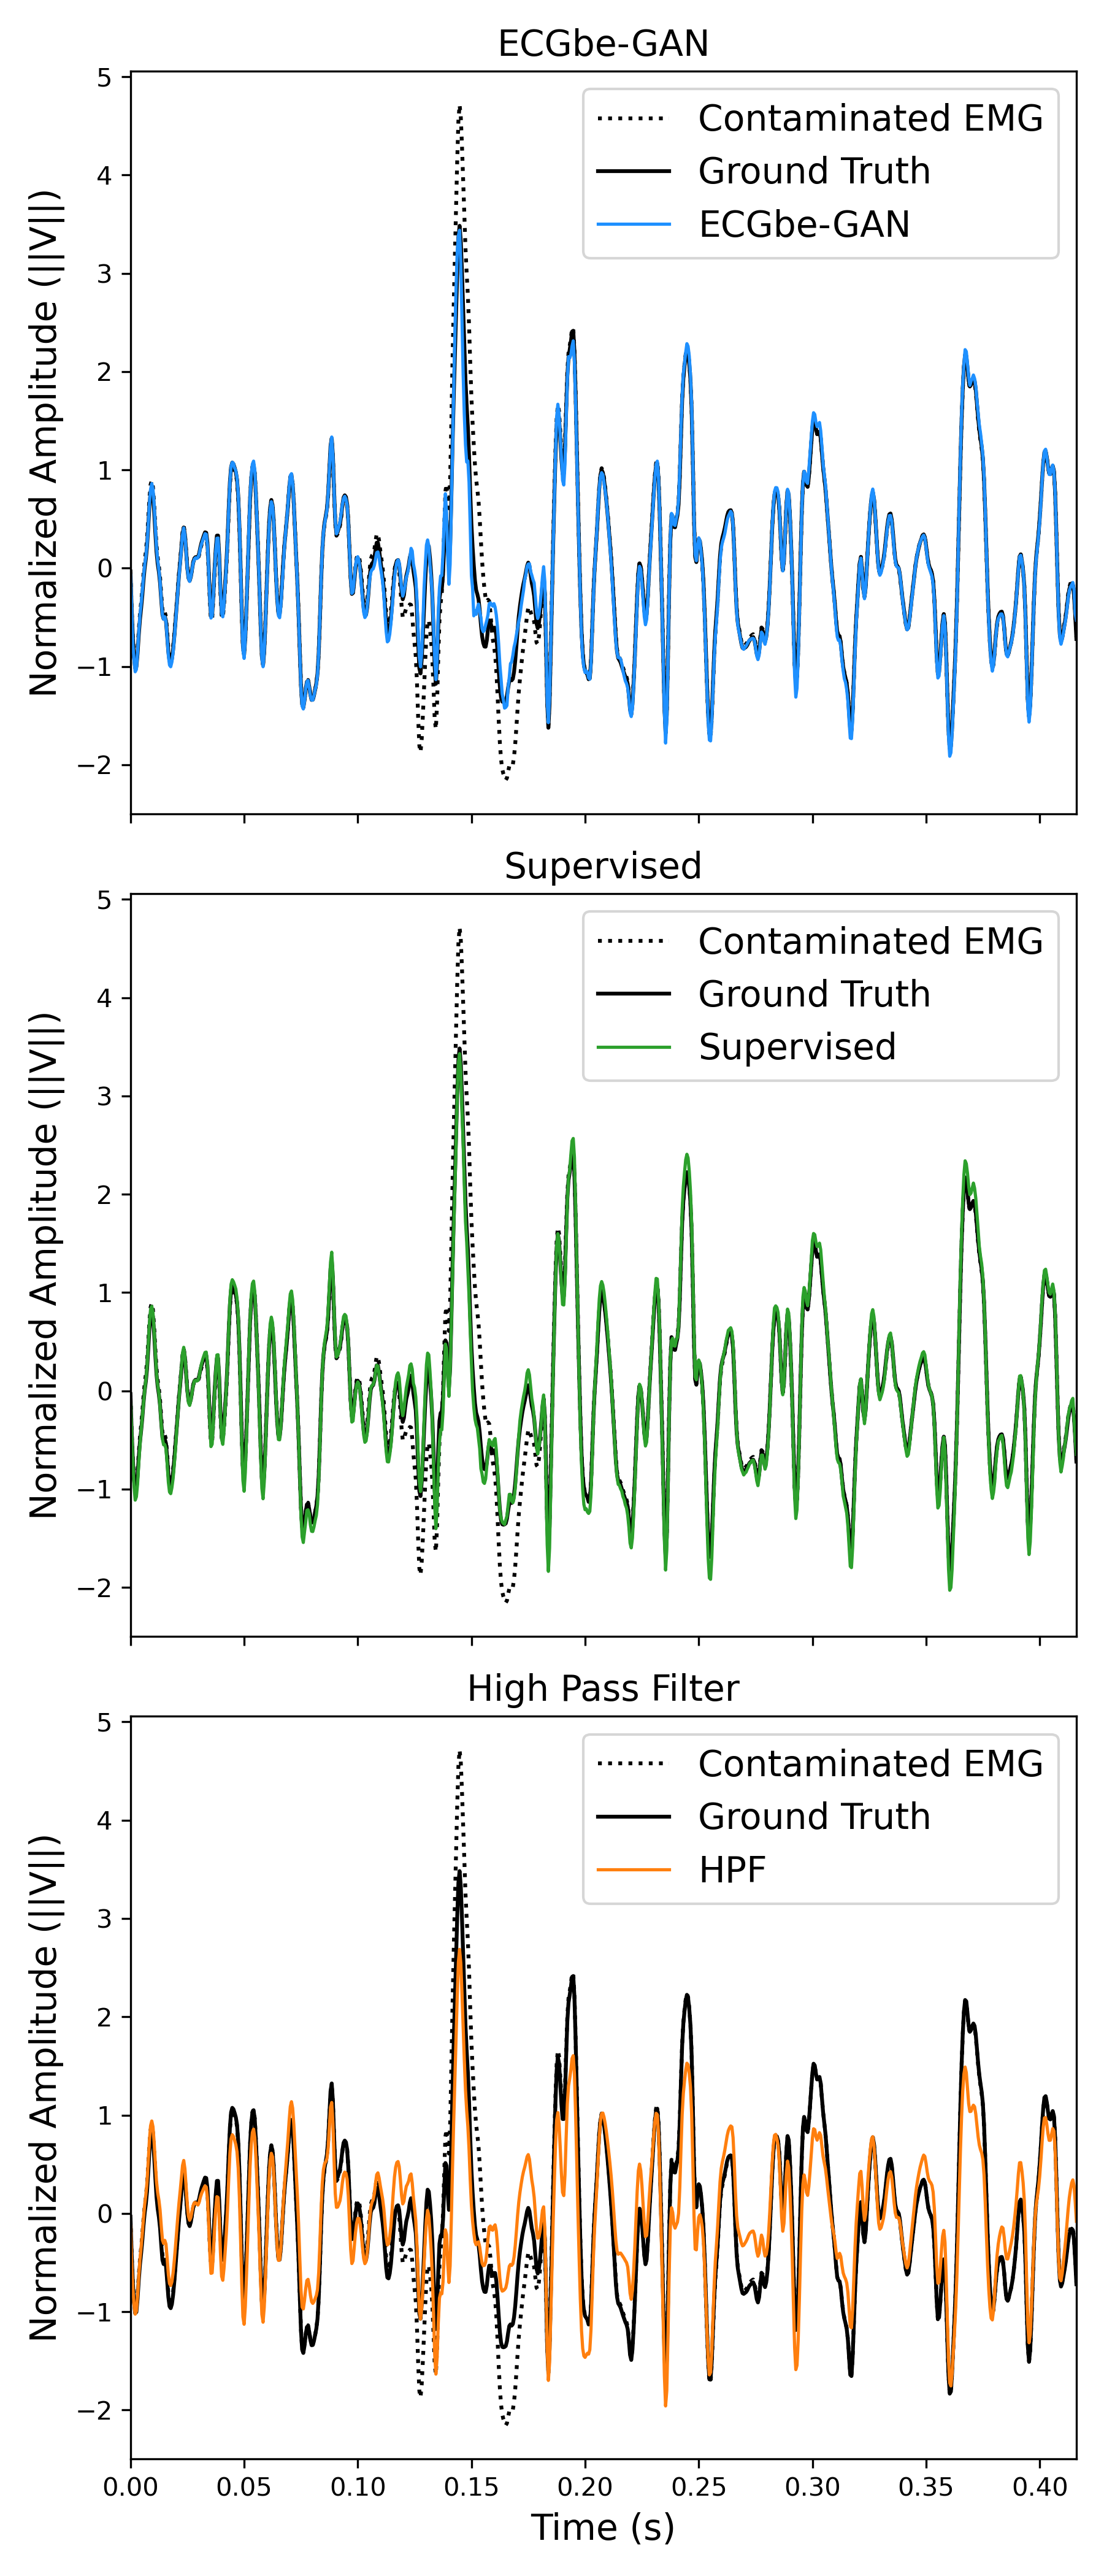 ECGbe-GAN
5
4
3
2
1
0
−1
−2
Normalized Amplitude (||V||)
Contaminated EMG
Ground Truth
ECGbe-GAN
Supervised
5
4
3
2
1
0
−1
−2
Normalized Amplitude (||V||)
Contaminated EMG
Ground Truth
Supervised
High Pass Filter
5
4
3
2
1
0
−1
−2
Normalized Amplitude (||V||)
Contaminated EMG
Ground Truth
HPF
0.00 0.05 0.10 0.15 0.20 0.25 0.30 0.35 0.40
Time (s)